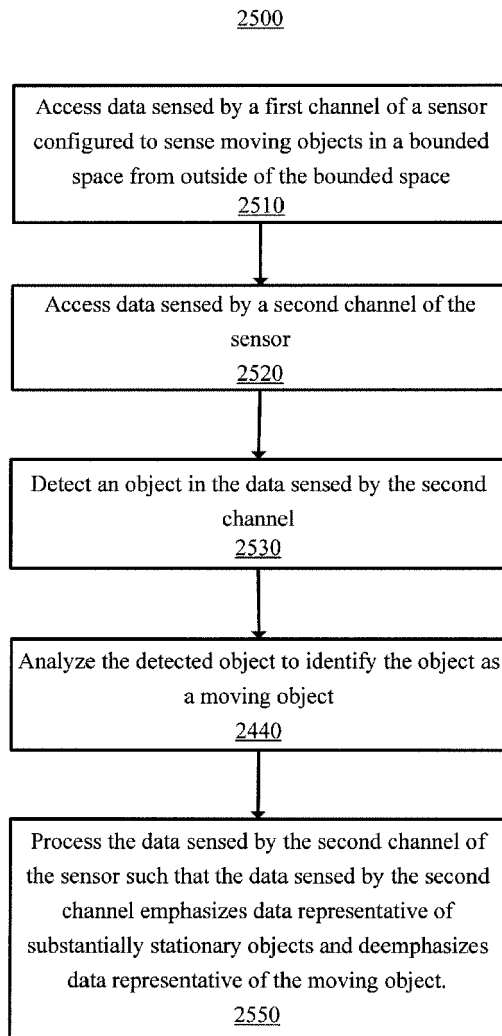 2500
Access data sensed by a first channel of a sensor
configured to sense moving objects in a bounded
space from outside of the bounded space
2510
Access data sensed by a second channel of the
sensor
2520
Detect an object in the data sensed by the second
channel
2530
Analyze the detected object to identify the object as
a moving object
2440
Process the data sensed by the second channel of
the sensor such that the data sensed by the second
channel emphasizes data representative of
substantially stationary objects and deemphasizes
data representative of the moving object.
2550